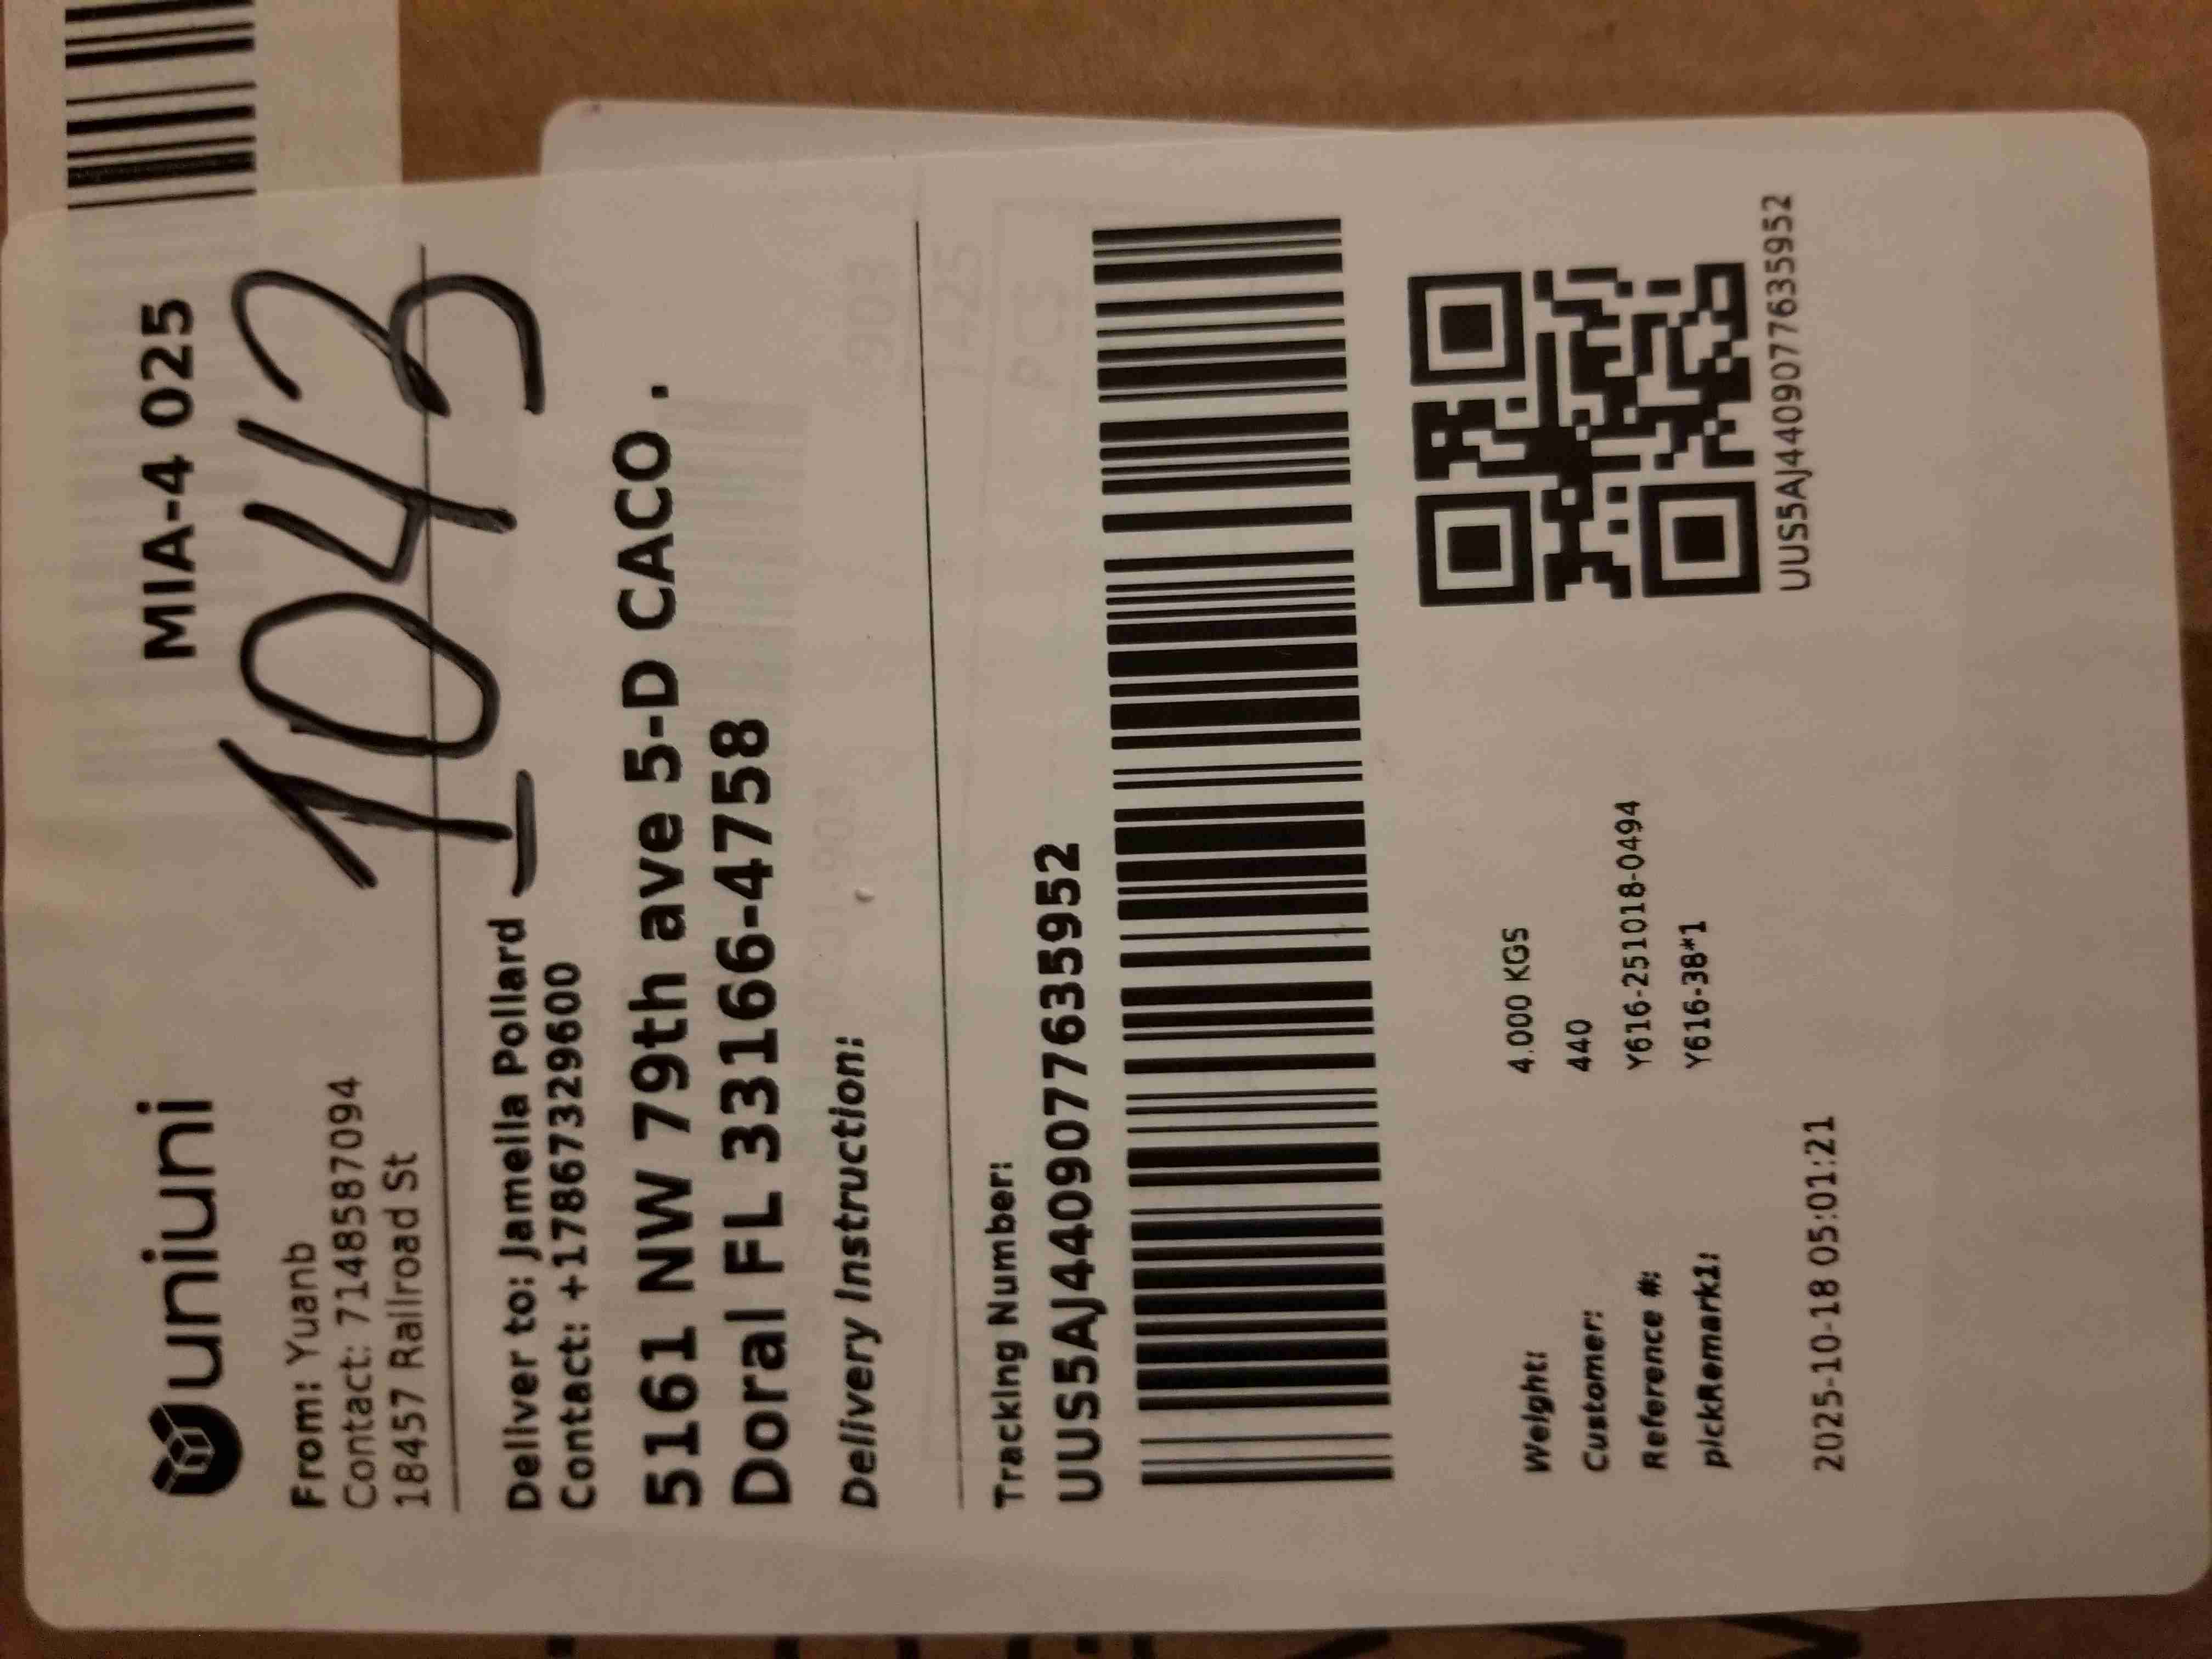 uniuni
MIA-4 025
1043
From: Yuanb
Contact: 7148587094
18457 Railroad St
Deliver to: Jamella Pollard
Contact: +17867329600
5161 NW 79th ave 5-D CACO .
Doral FL 33166-4758
Delivery Instruction:
Tracking Number:
UUS5AJ4409077635952
Weight: 4.000 KGS
Customer: 440
Reference #: Y616-251018-0494
pickRemark1: Y616-38*1
UUS5AJ4409077635952
2025-10-18 05:01:21